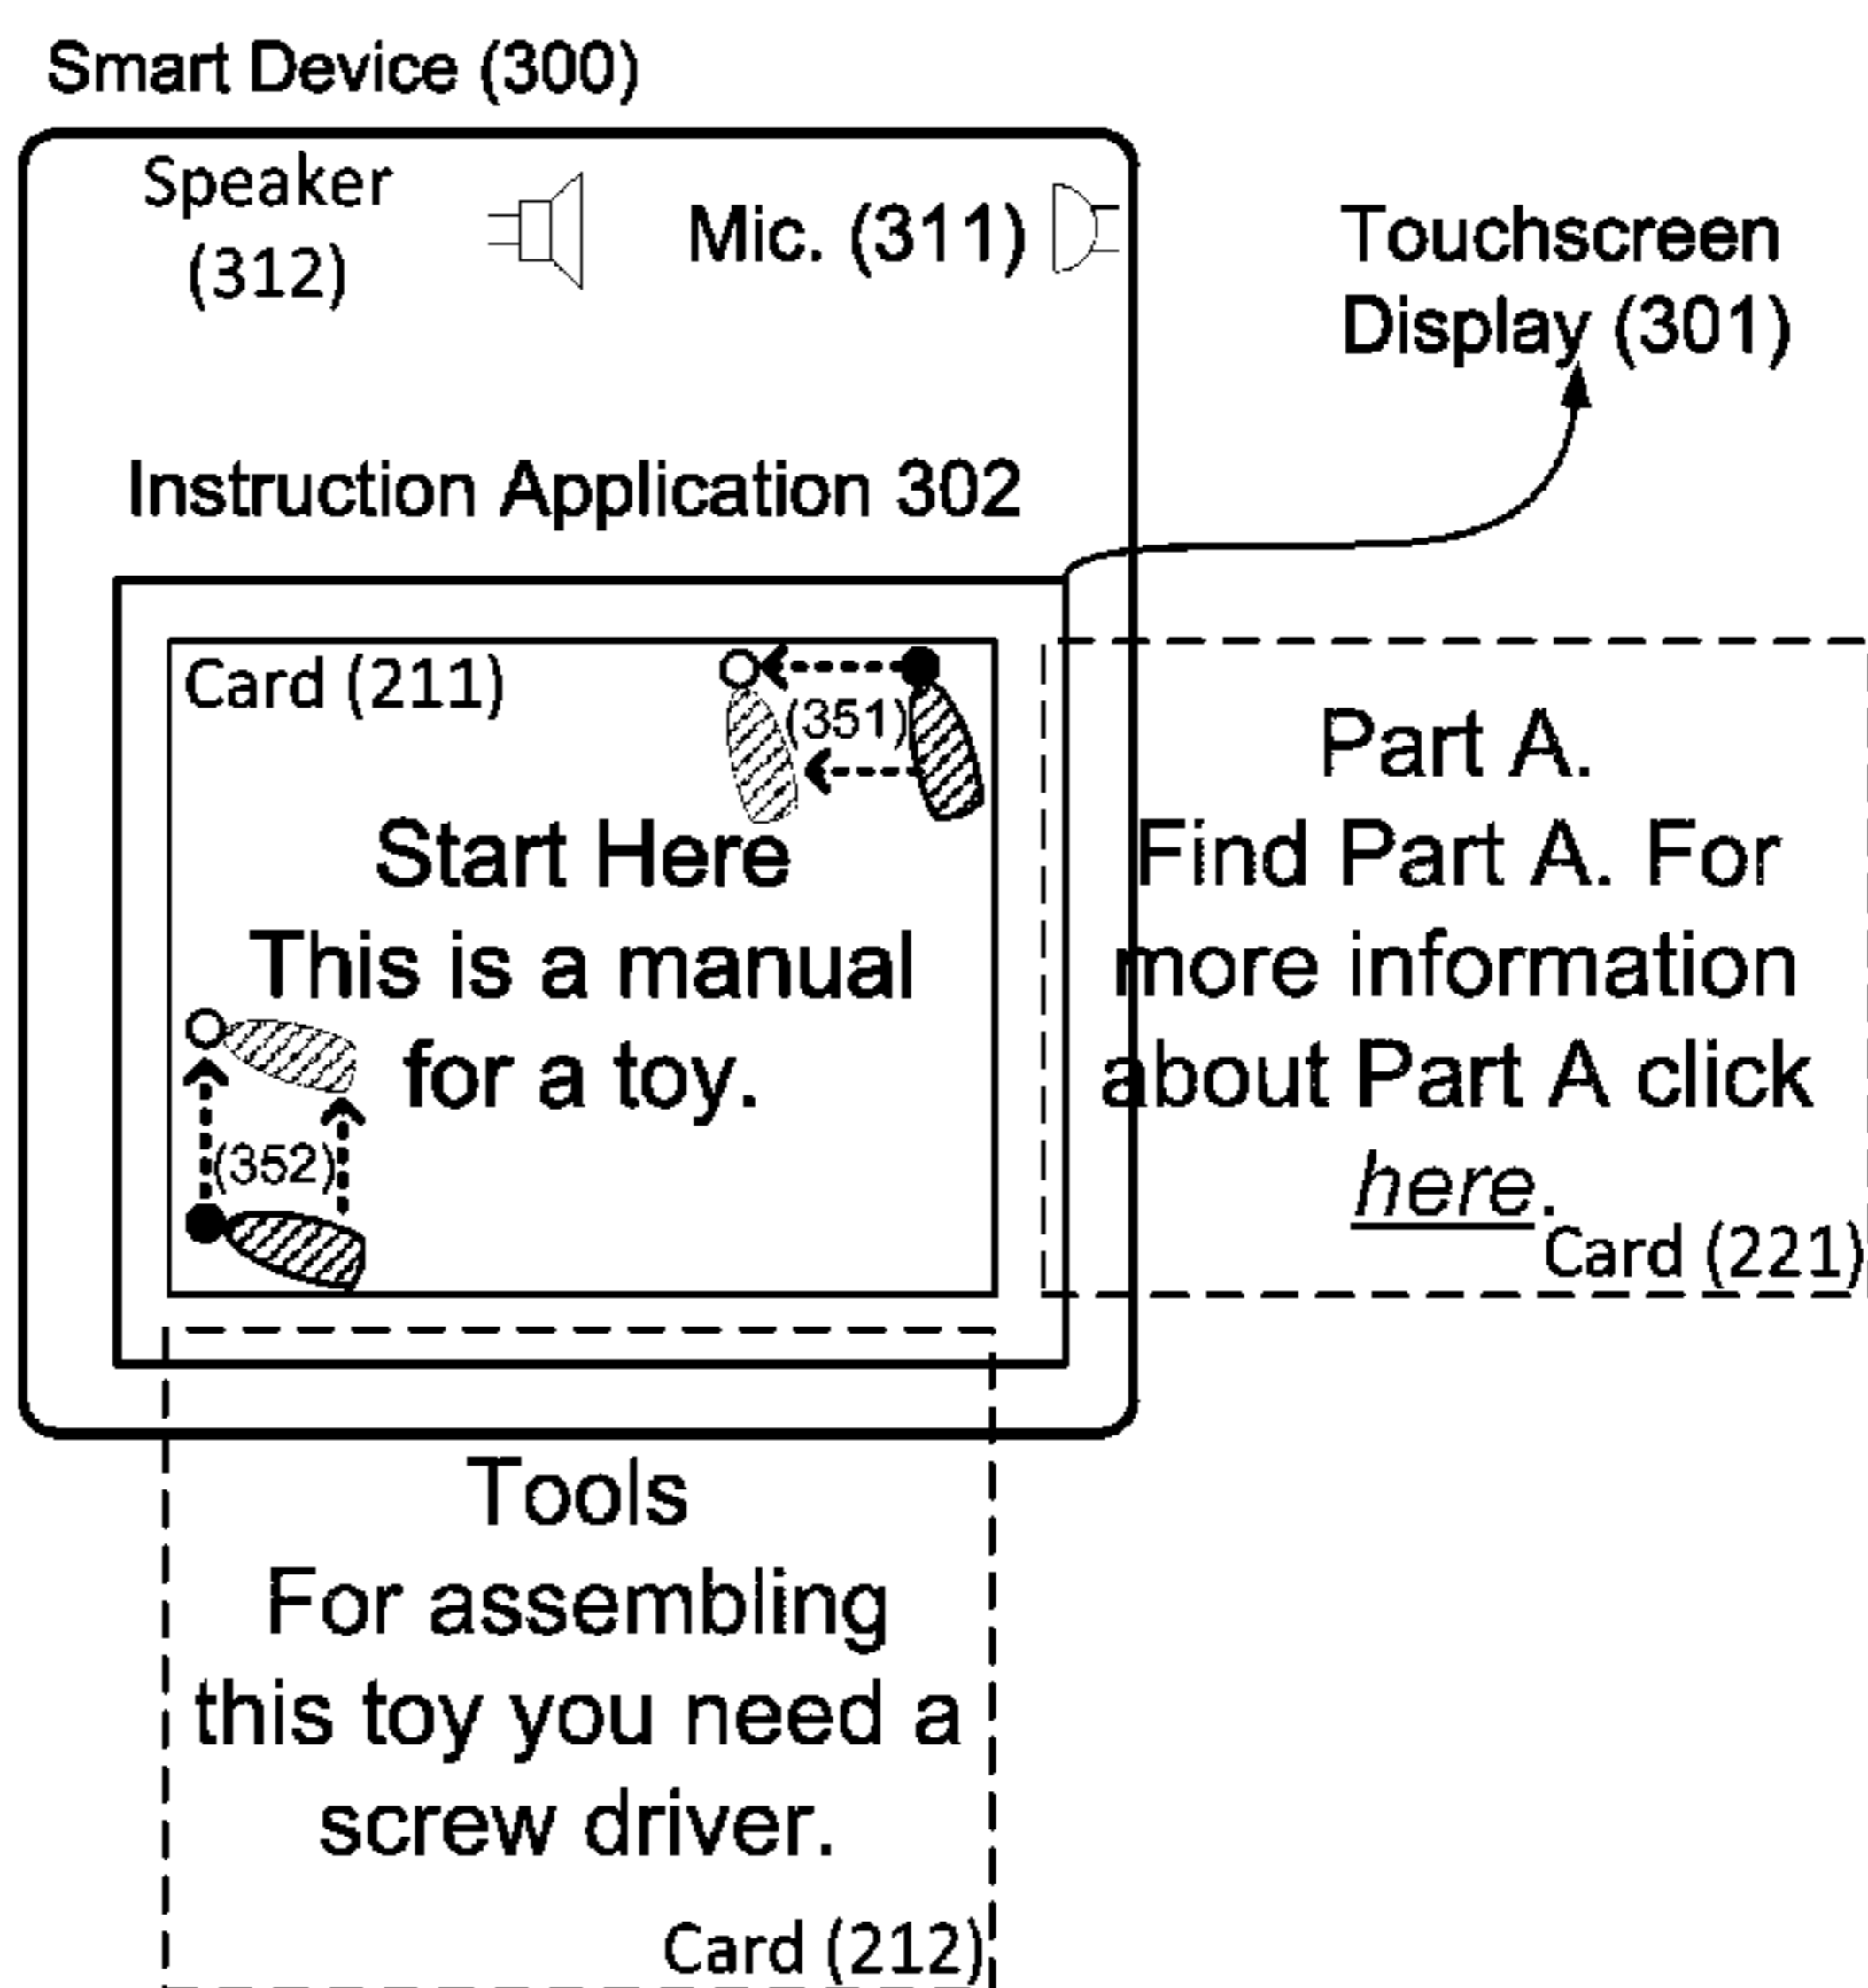 Smart Device (300)
Speaker
(312)
Mic. (311)
Touchscreen
Display (301)
Instruction Application 302
Card (211)
(351)
Start Here
This is a manual
for a toy.
(352)
Part A.
Find Part A. For
more information
about Part A click
here.
Card (221)
Tools
For assembling
this toy you need a
screw driver.
Card (212)